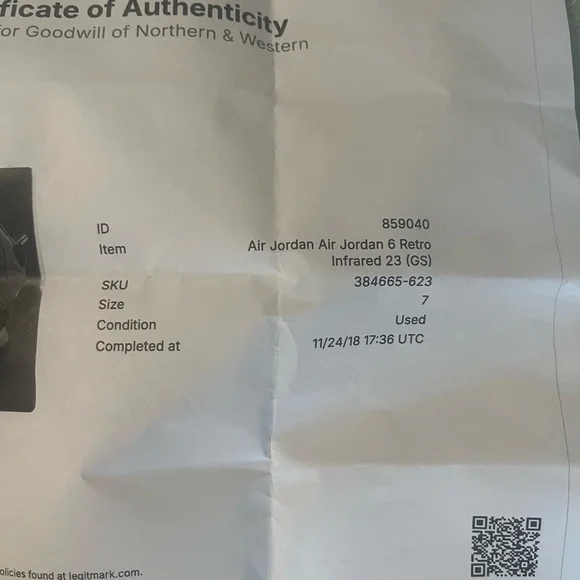 ficate of Authenticity
for Goodwill of Northern & Western
ID 859040
Item Air Jordan Air Jordan 6 Retro
Infrared 23 (GS)
SKU 384665-623
Size 7
Condition Used
Completed at 11/24/18 17:36 UTC
olicies found at legitmark.com.